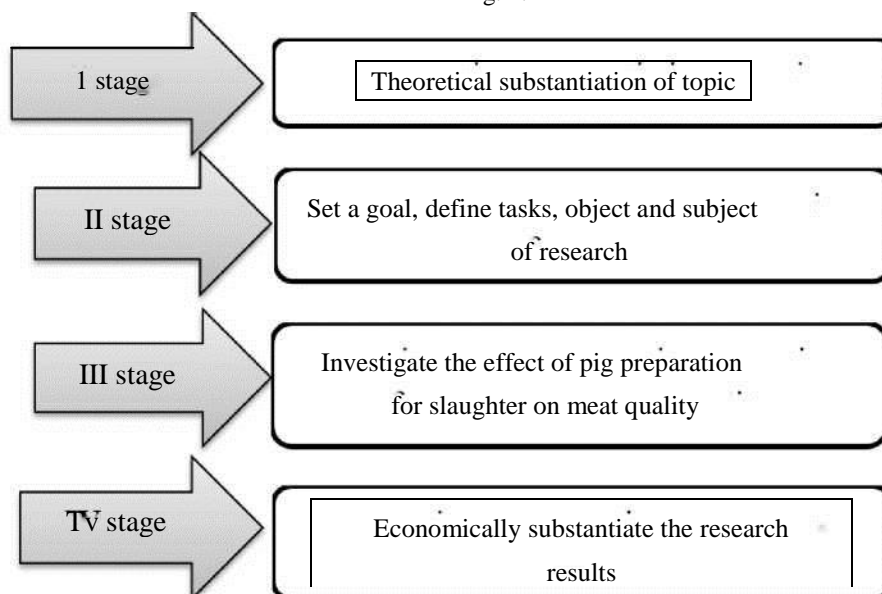 1 stage
Theoretical substantiation of topic
II stage
Set a goal, define tasks, object and subject
of research
III stage
Investigate the effect of pig preparation
for slaughter on meat quality
TV stage
Economically substantiate the research
results